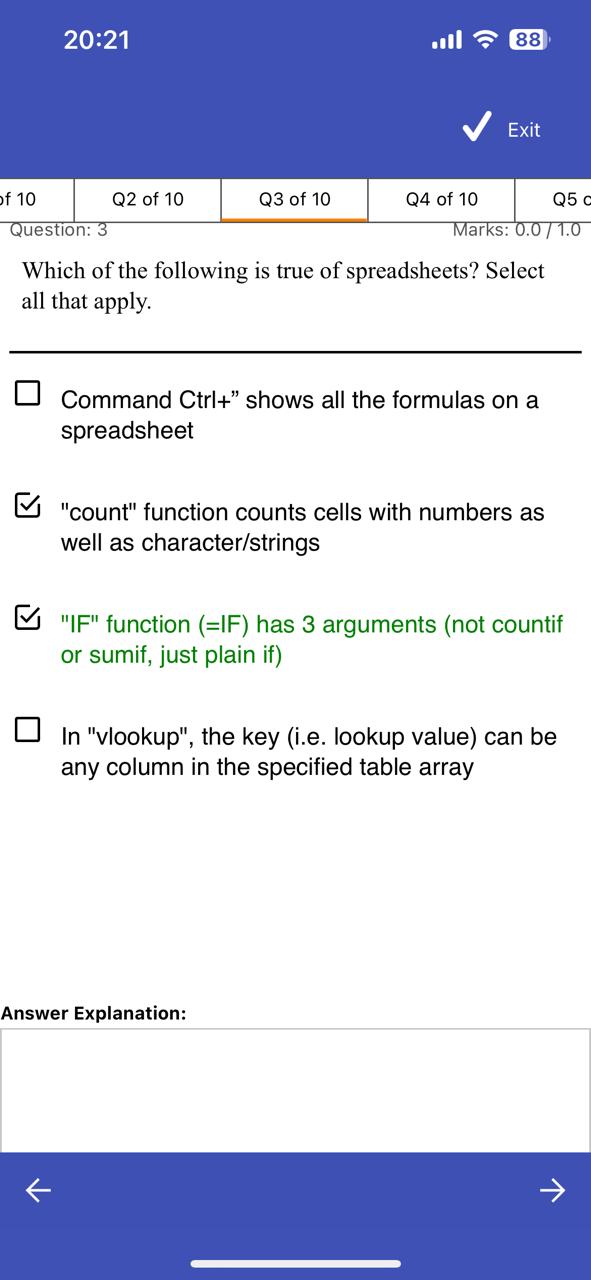 20:21
88
Exit
of 10
Q2 of 10
Q3 of 10
Q4 of 10
Q5 o
Question: 3
Marks: 0.0 / 1.0
Which of the following is true of spreadsheets? Select
all that apply.
Command Ctrl+” shows all the formulas on a
spreadsheet
"count" function counts cells with numbers as
well as character/strings
"IF" function (=IF) has 3 arguments (not countif
or sumif, just plain if)
In "vlookup", the key (i.e. lookup value) can be
any column in the specified table array
Answer Explanation: